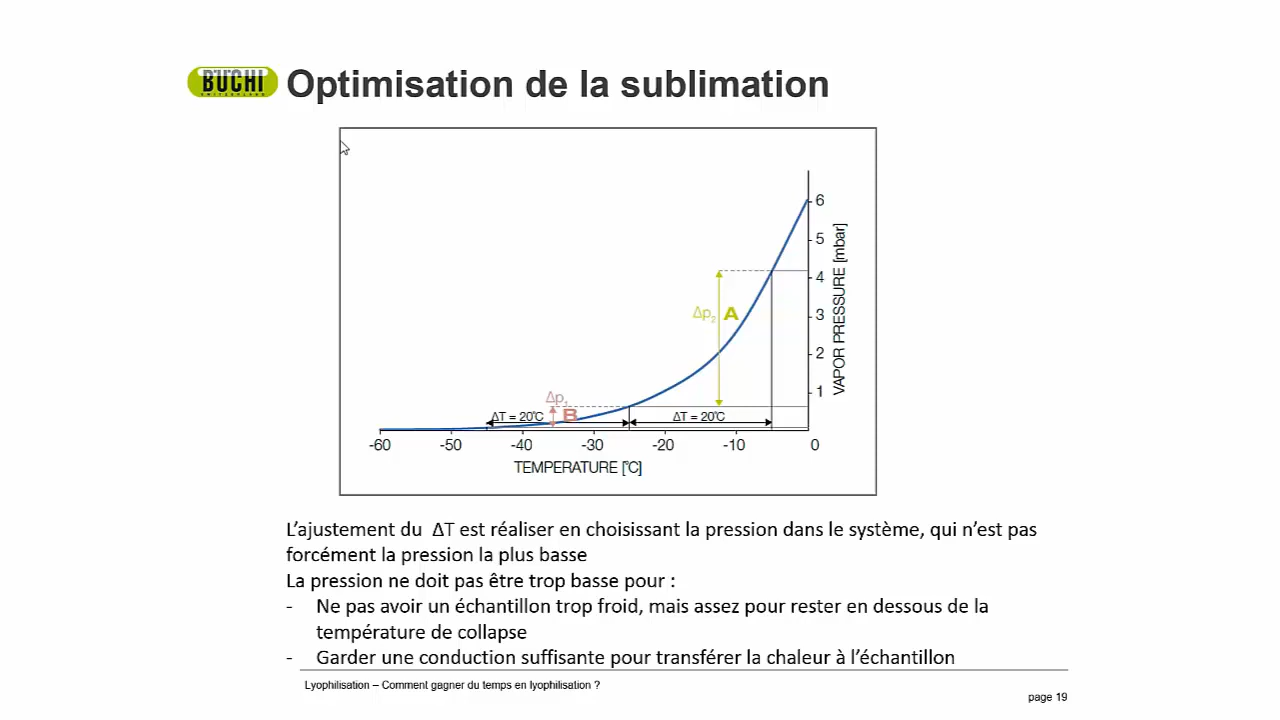 BÜCHI
SWITZERLAND
Optimisation de la sublimation
6
5
4
3
2
1
VAPOR PRESSURE [mbar]
Δp₂ A
Δp₁
B
ΔT = 20°C
ΔT = 20°C
-60 -50 -40 -30 -20 -10 0
TEMPERATURE [°C]
L’ajustement du ΔT est réaliser en choisissant la pression dans le système, qui n’est pas
forcément la pression la plus basse
La pression ne doit pas être trop basse pour :
- Ne pas avoir un échantillon trop froid, mais assez pour rester en dessous de la
température de collapse
- Garder une conduction suffisante pour transférer la chaleur à l’échantillon
Lyophilisation – Comment gagner du temps en lyophilisation ?
page 19